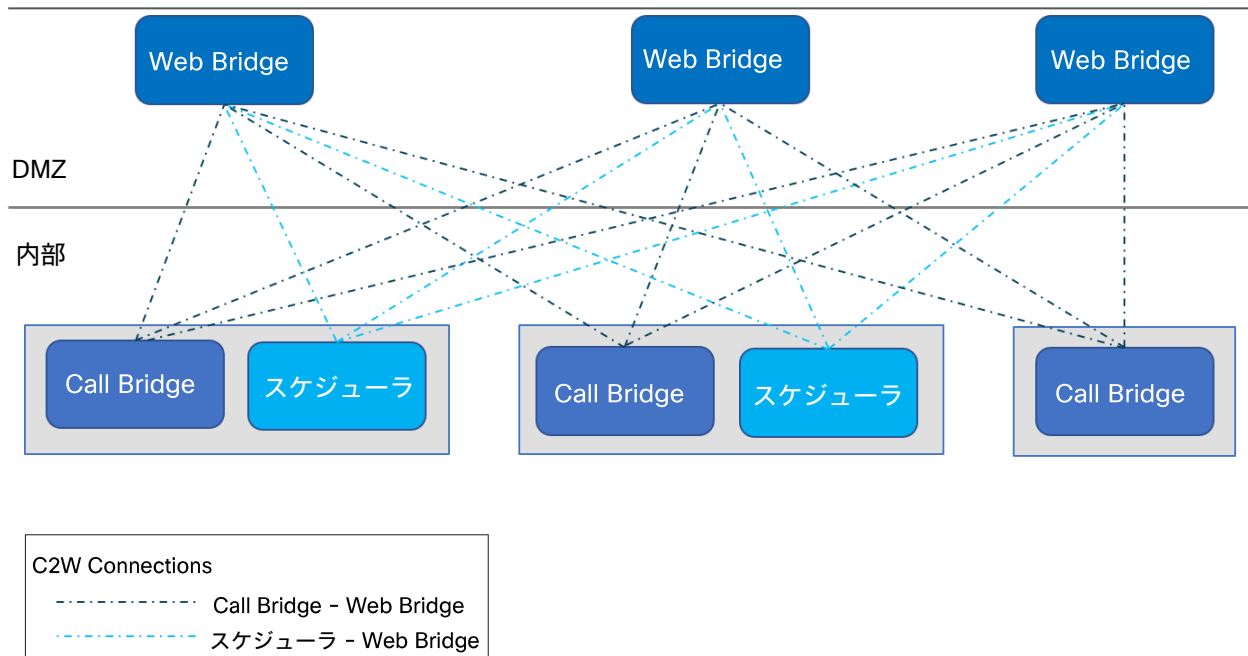 Web Bridge
Web Bridge
Web Bridge
DMZ
内部
Call Bridge
スケジューラ
Call Bridge
スケジューラ
Call Bridge
C2W Connections
Call Bridge - Web Bridge
スケジューラ - Web Bridge